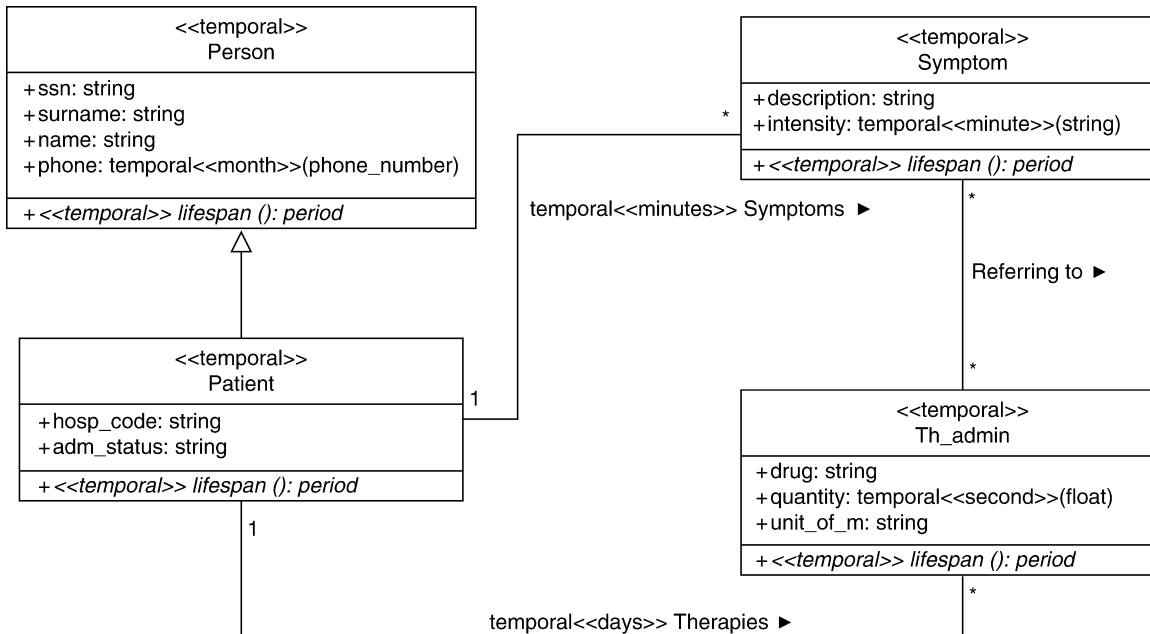 <<temporal>>
Person
+ssn: string
+surname: string
+name: string
+phone: temporal<<month>>(phone_number)
+<<temporal>> lifespan (): period
<<temporal>>
Symptom
+description: string
+intensity: temporal<<minute>>(string)
+<<temporal>> lifespan (): period
*
temporal<<minutes>> Symptoms ►
*
Referring to ►
*
<<temporal>>
Patient
+hosp_code: string
+adm_status: string
+<<temporal>> lifespan (): period
1
1
<<temporal>>
Th_admin
+drug: string
+quantity: temporal<<second>>(float)
+unit_of_m: string
+<<temporal>> lifespan (): period
*
temporal<<days>> Therapies ►